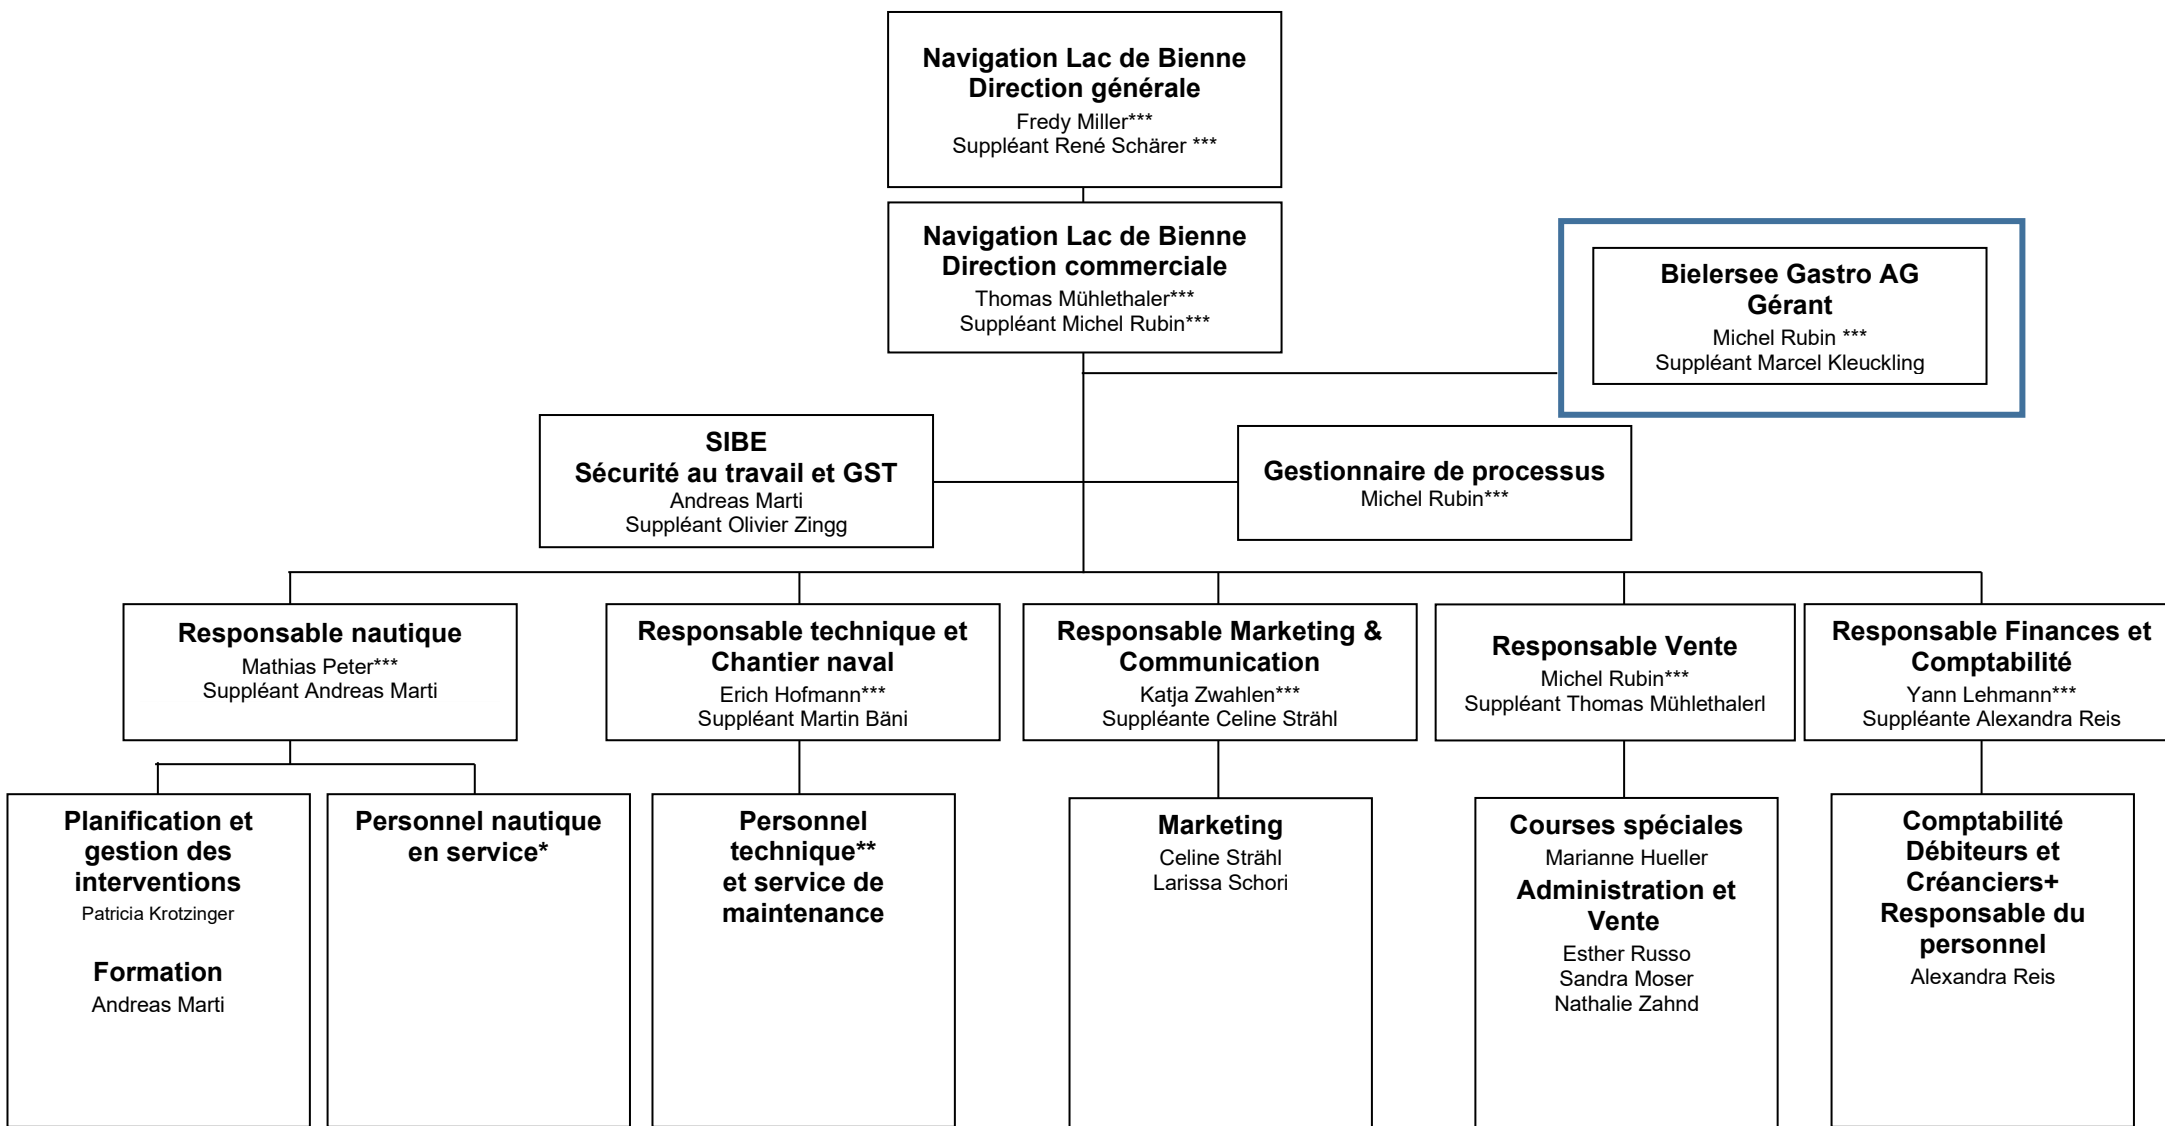 Navigation Lac de Bienne
Direction générale
Fredy Miller***
Suppléant René Schärer ***
Navigation Lac de Bienne
Direction commerciale
Thomas Mühlethaler***
Suppléant Michel Rubin***
Bielersee Gastro AG
Gérant
Michel Rubin ***
Suppléant Marcel Kleuckling
SIBE
Sécurité au travail et GST
Andreas Marti
Suppléant Olivier Zingg
Gestionnaire de processus
Michel Rubin***
Responsable nautique
Mathias Peter***
Suppléant Andreas Marti
Responsable technique et
Chantier naval
Erich Hofmann***
Suppléant Martin Bäni
Responsable Marketing &
Communication
Katja Zwahlen***
Suppléante Celine Strähl
Responsable Vente
Michel Rubin***
Suppléant Thomas Mühlethalerl
Responsable Finances et
Comptabilité
Yann Lehmann***
Suppléante Alexandra Reis
Planification et
gestion des
interventions
Patricia Krotzinger
Formation
Andreas Marti
Personnel nautique
en service*
Personnel
technique**
et service de
maintenance
Marketing
Celine Strähl
Larissa Schori
Courses spéciales
Marianne Hueller
Administration et
Vente
Esther Russo
Sandra Moser
Nathalie Zahnd
Comptabilité
Débiteurs et
Créanciers+
Responsable du
personnel
Alexandra Reis